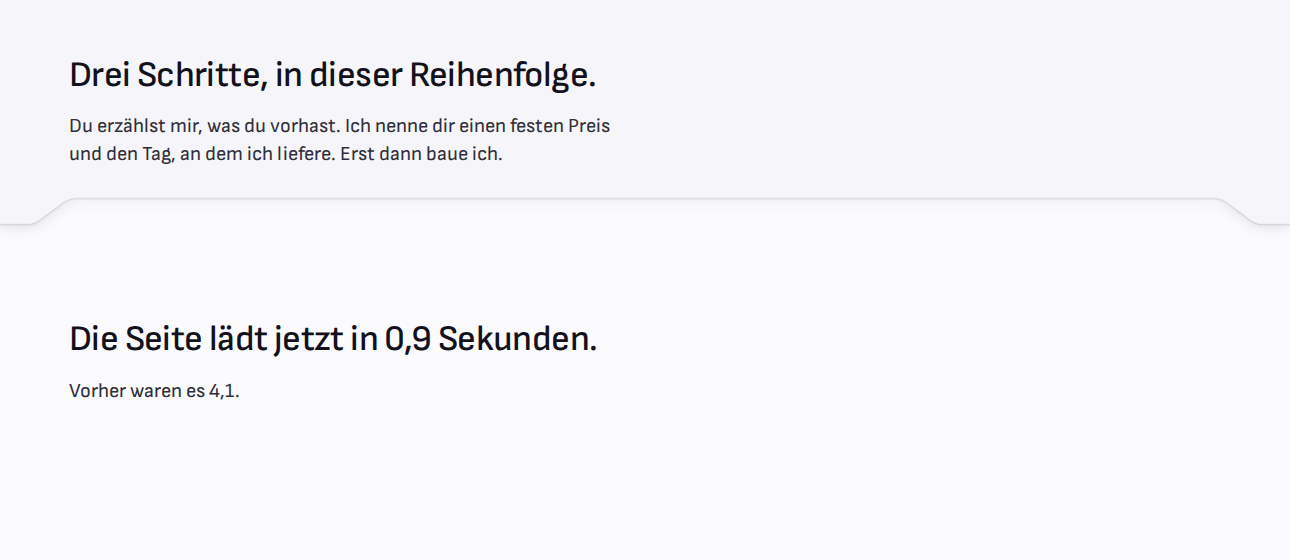 Drei Schritte, in dieser Reihenfolge.
Du erzählst mir, was du vorhast. Ich nenne dir einen festen Preis
und den Tag, an dem ich liefere. Erst dann baue ich.
Die Seite lädt jetzt in 0,9 Sekunden.
Vorher waren es 4,1.